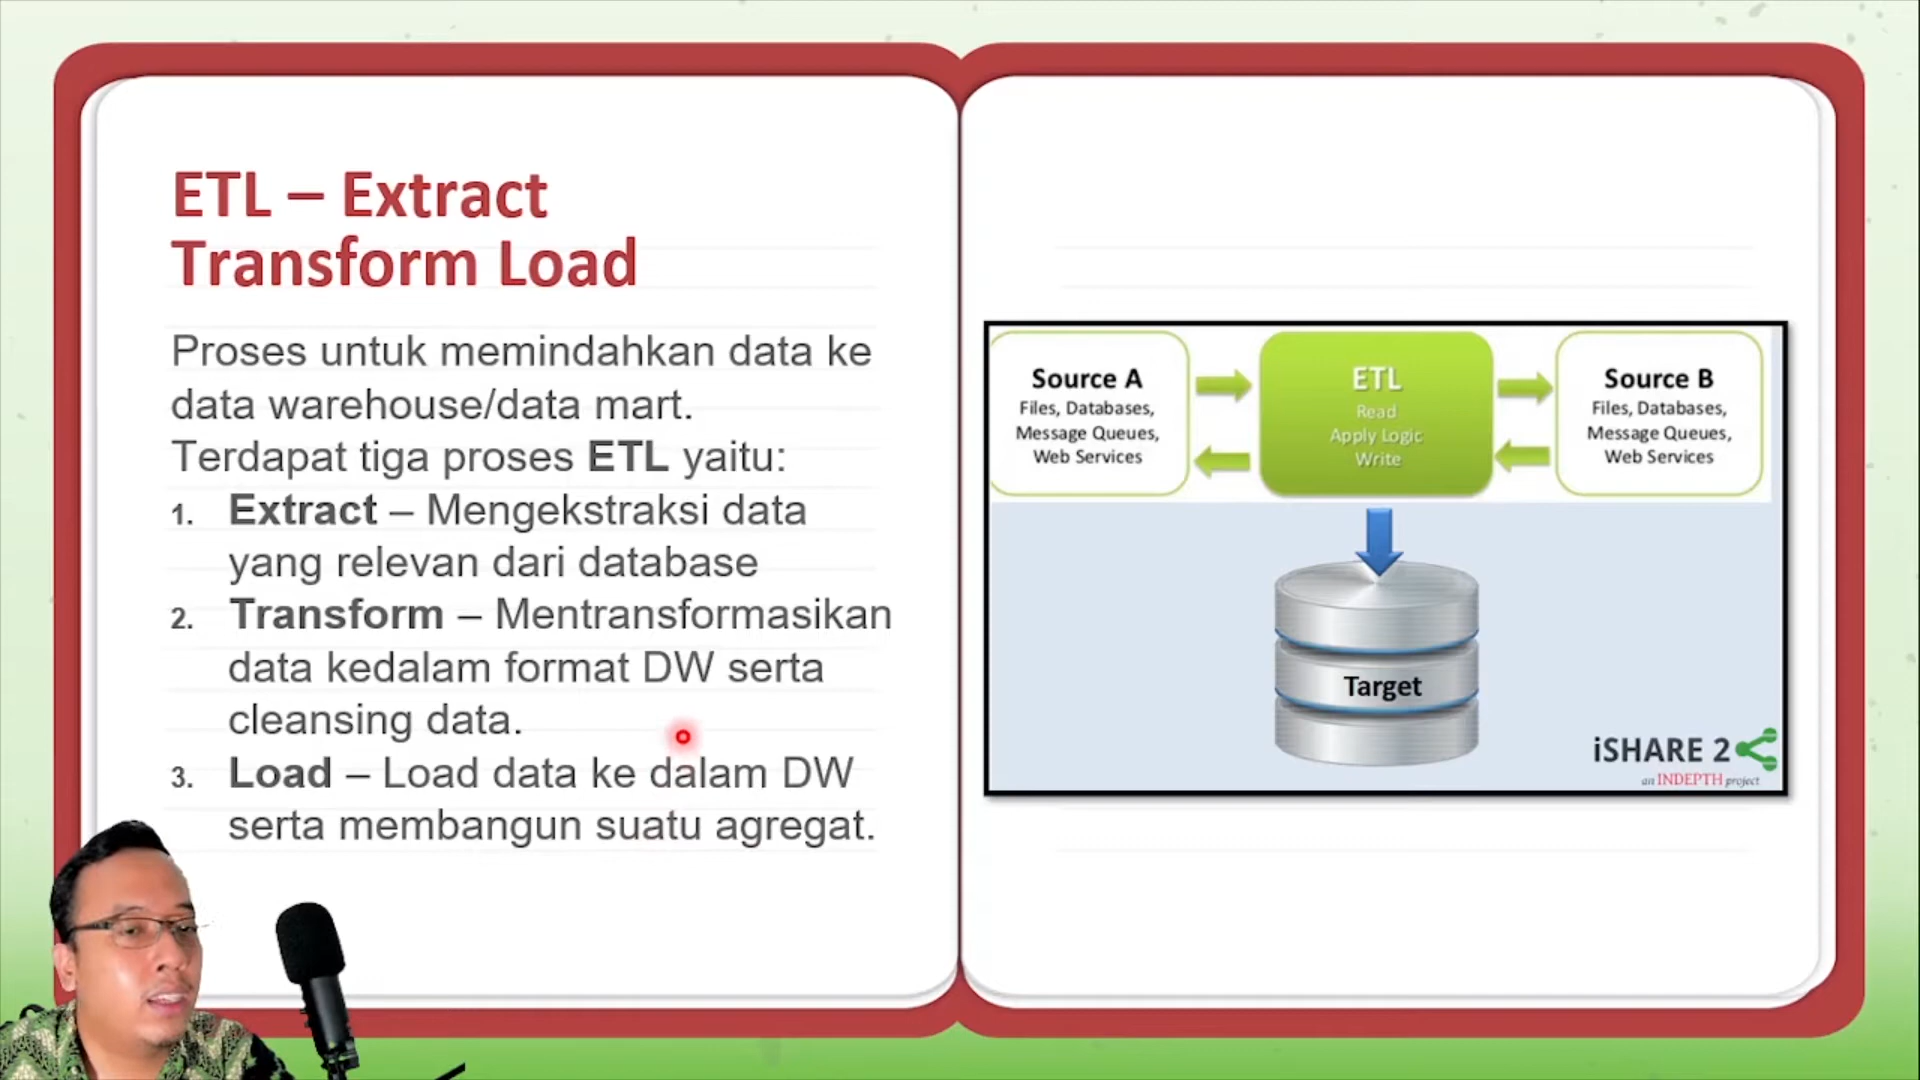 ETL – Extract
Transform Load
Proses untuk memindahkan data ke
data warehouse/data mart.
Terdapat tiga proses ETL yaitu:
1. Extract – Mengekstraksi data
yang relevan dari database
2. Transform – Mentransformasikan
data kedalam format DW serta
cleansing data.
3. Load – Load data ke dalam DW
serta membangun suatu agregat.
Source A
Files, Databases,
Message Queues,
Web Services
ETL
Read
Apply Logic
Write
Source B
Files, Databases,
Message Queues,
Web Services
Target
iSHARE 2
an INDEPTH project